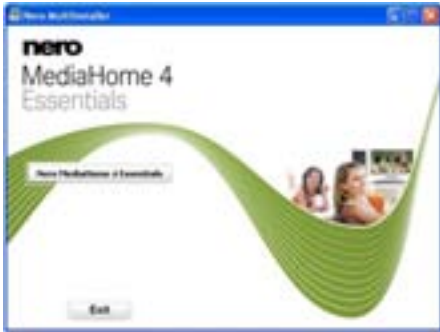 Nero MultiInstaller
nero
MediaHome 4
Essentials
Nero MediaHome 4 Essentials
Exit